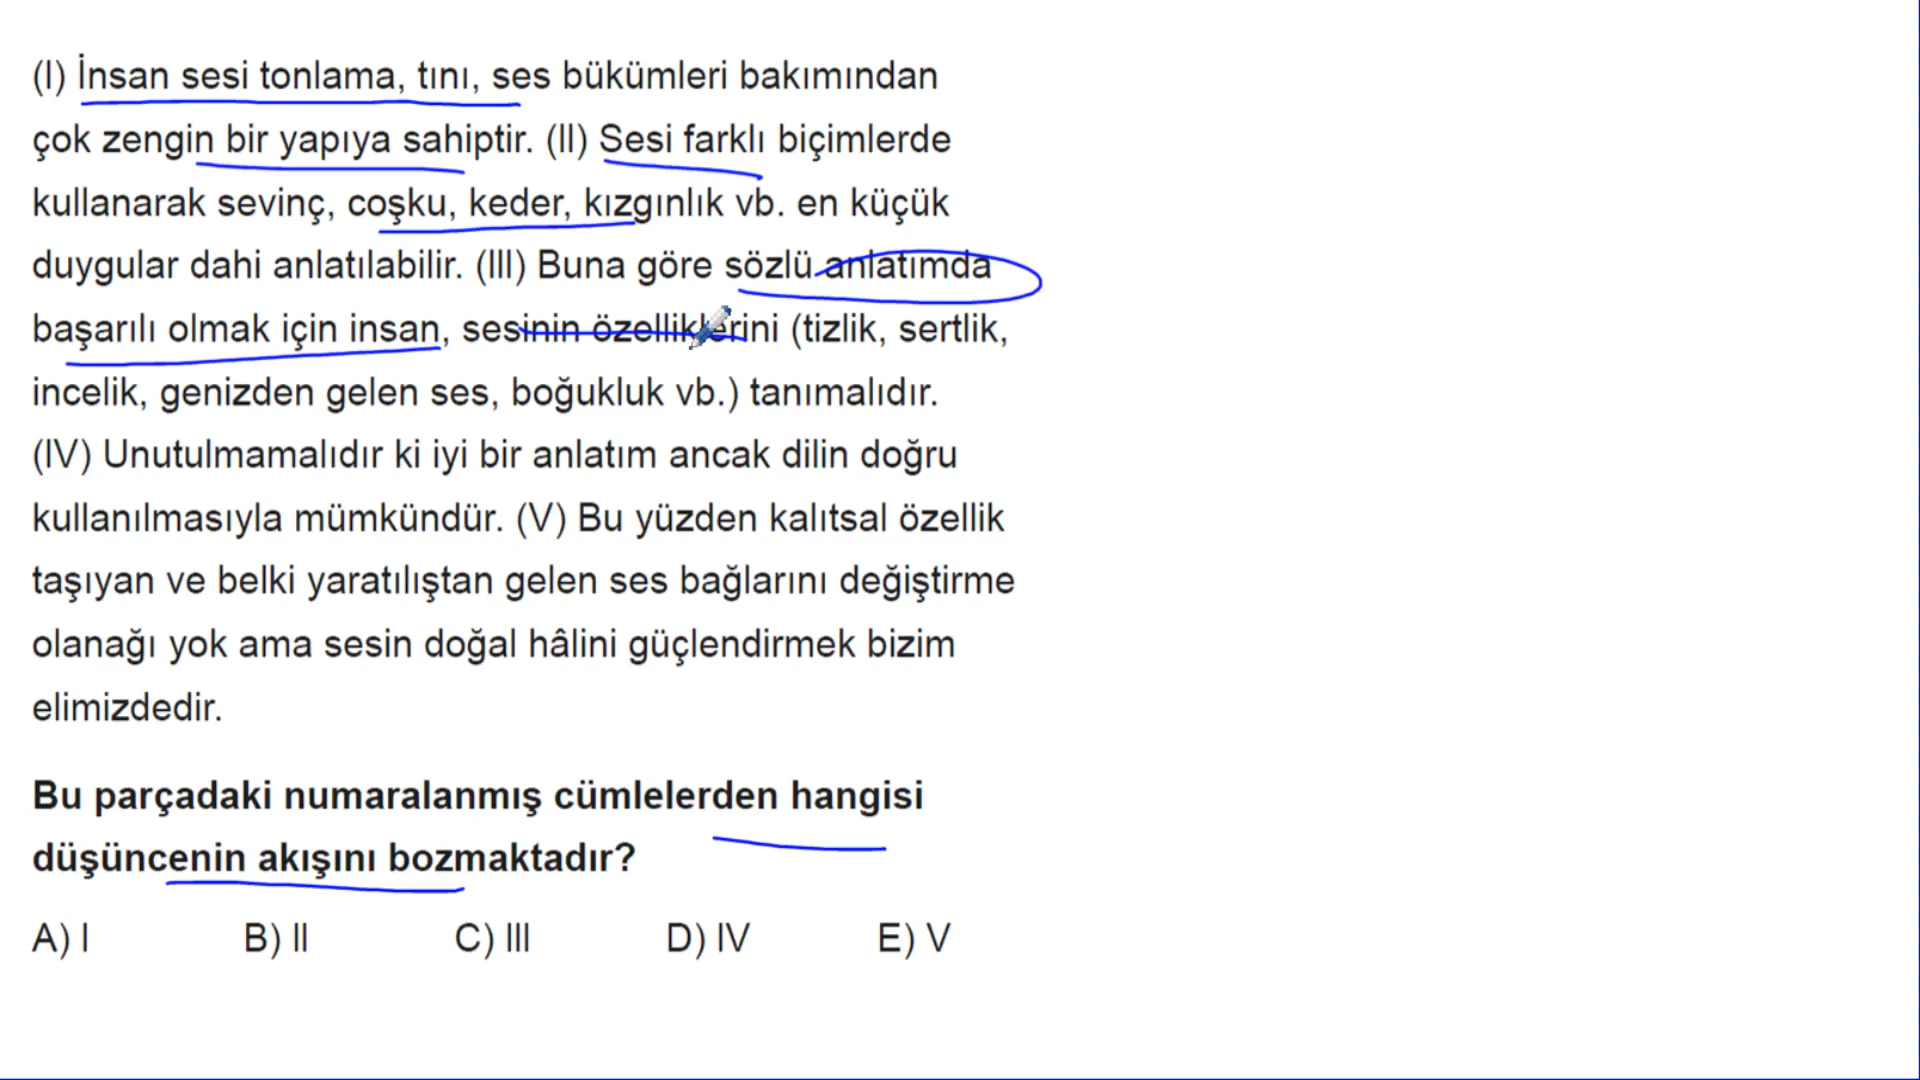 (I) İnsan sesi tonlama, tını, ses bükümleri bakımından
çok zengin bir yapıya sahiptir. (II) Sesi farklı biçimlerde
kullanarak sevinç, coşku, keder, kızgınlık vb. en küçük
duygular dahi anlatılabilir. (III) Buna göre sözlü anlatımda
başarılı olmak için insan, sesinin özelliklerini (tizlik, sertlik,
incelik, genizden gelen ses, boğukluk vb.) tanımalıdır.
(IV) Unutulmamalıdır ki iyi bir anlatım ancak dilin doğru
kullanılmasıyla mümkündür. (V) Bu yüzden kalıtsal özellik
taşıyan ve belki yaratılıştan gelen ses bağlarını değiştirme
olanağı yok ama sesin doğal hâlini güçlendirmek bizim
elimizdedir.
Bu parçadaki numaralanmış cümlelerden hangisi
düşüncenin akışını bozmaktadır?
A) I B) II C) III D) IV E) V